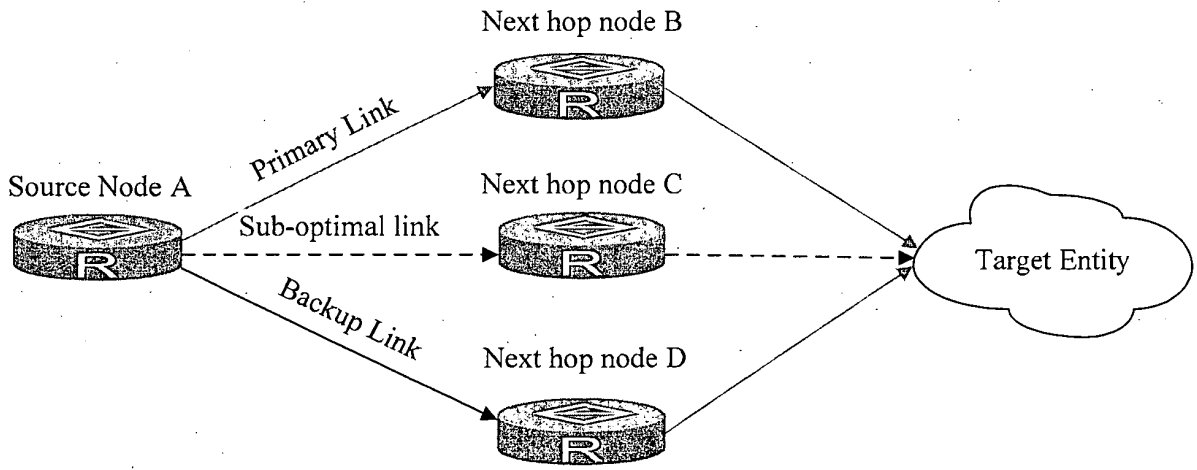 Next hop node B
R
Primary Link
Source Node A
R
Sub-optimal link
Next hop node C
R
Target Entity
Backup Link
Next hop node D
R